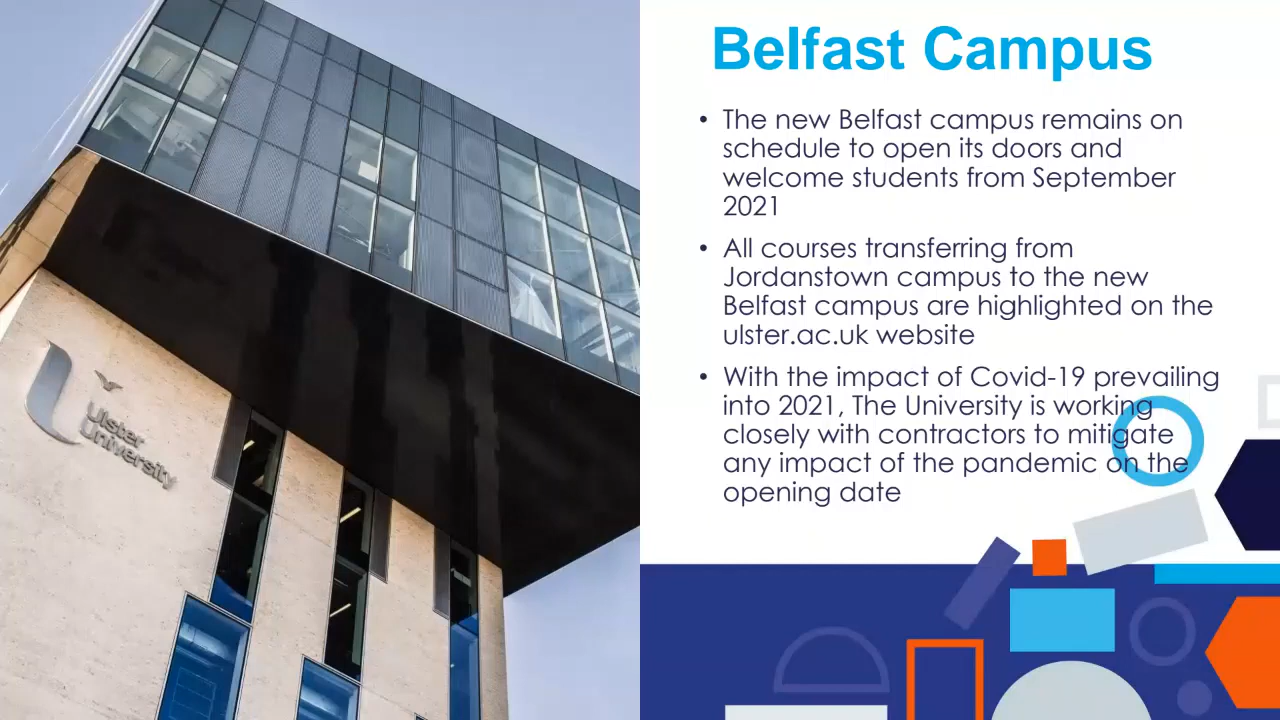 Belfast Campus
• The new Belfast campus remains on
schedule to open its doors and
welcome students from September
2021
• All courses transferring from
Jordanstown campus to the new
Belfast campus are highlighted on the
ulster.ac.uk website
• With the impact of Covid-19 prevailing
into 2021, The University is working
closely with contractors to mitigate
any impact of the pandemic on the
opening date
Ulster
University